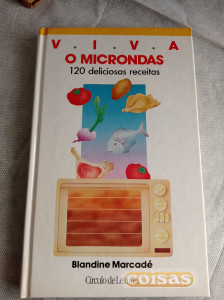 V.I.V.A
O MICRONDAS
120 deliciosas receitas
Blandine Marcadé
Círculo de Leitores
coisas